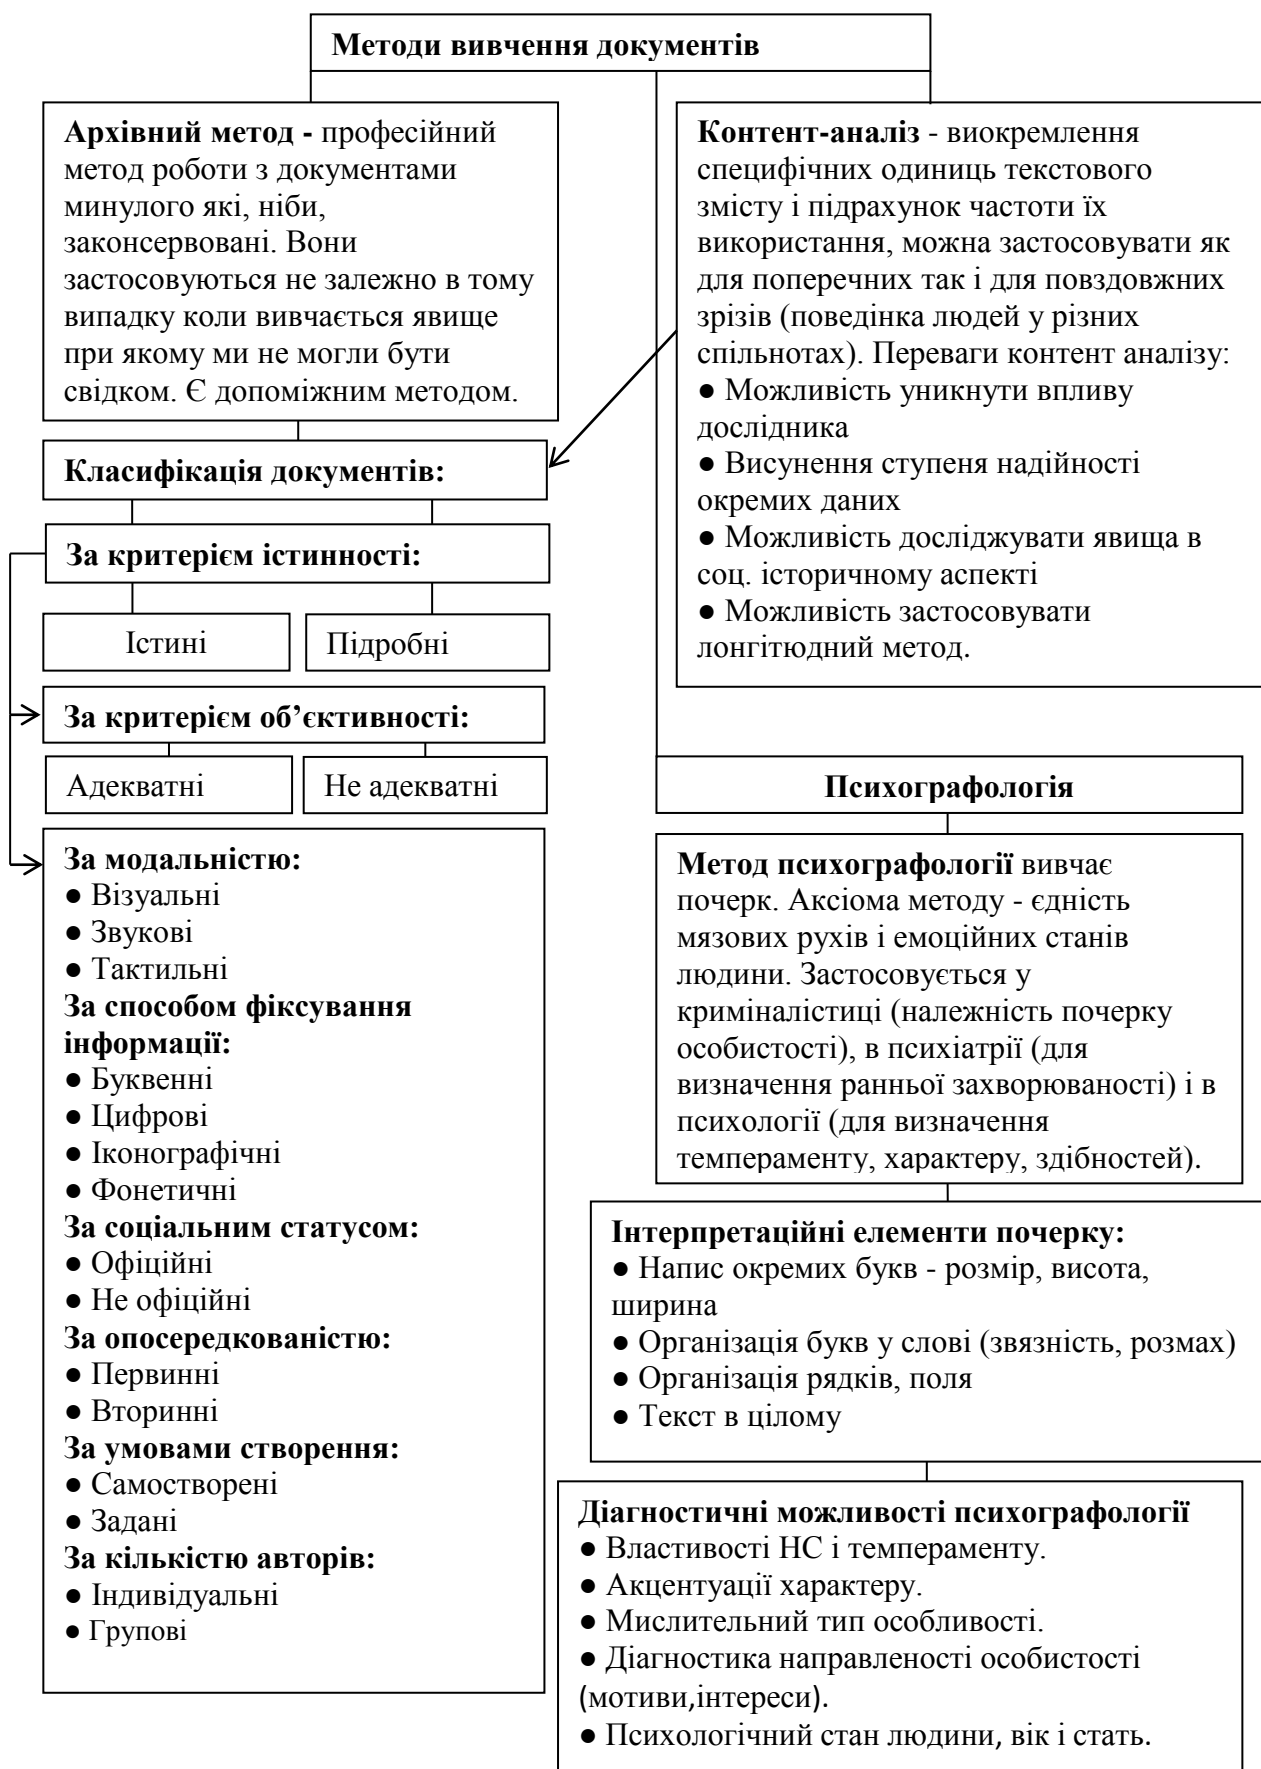 Методи вивчення документів
Архівний метод - професійний
метод роботи з документами
минулого які, ніби,
законсервовані. Вони
застосовуються не залежно в тому
випадку коли вивчається явище
при якому ми не могли бути
свідком. Є допоміжним методом.
Класифікація документів:
За критерієм істинності:
Істині
Підробні
За критерієм об’єктивності:
Адекватні
Не адекватні
За модальністю:
● Візуальні
● Звукові
● Тактильні
За способом фіксування
інформації:
● Буквенні
● Цифрові
● Іконографічні
● Фонетичні
За соціальним статусом:
● Офіційні
● Не офіційні
За опосередкованістю:
● Первинні
● Вторинні
За умовами створення:
● Самостворені
● Задані
За кількістю авторів:
● Індивідуальні
● Групові
Контент-аналіз - виокремлення
специфічних одиниць текстового
змісту і підрахунок частоти їх
використання, можна застосовувати як
для поперечних так і для повздовжних
зрізів (поведінка людей у різних
спільнотах). Переваги контент аналізу:
● Можливість уникнути впливу
дослідника
● Висунення ступеня надійності
окремих даних
● Можливість досліджувати явища в
соц. історичному аспекті
● Можливість застосовувати
лонгітюдний метод.
Психографологія
Метод психографології вивчає
почерк. Аксіома методу - єдність
мязових рухів і емоційних станів
людини. Застосовується у
криміналістиці (належність почерку
особистості), в психіатрії (для
визначення ранньої захворюваності) і в
психології (для визначення
темпераменту, характеру, здібностей).
Інтерпретаційні елементи почерку:
● Напис окремих букв - розмір, висота,
ширина
● Організація букв у слові (звязність, розмах)
● Організація рядків, поля
● Текст в цілому
Діагностичні можливості психографології
● Властивості НС і темпераменту.
● Акцентуації характеру.
● Мислительний тип особливості.
● Діагностика направленості особистості
(мотиви,інтереси).
● Психологічний стан людини, вік і стать.